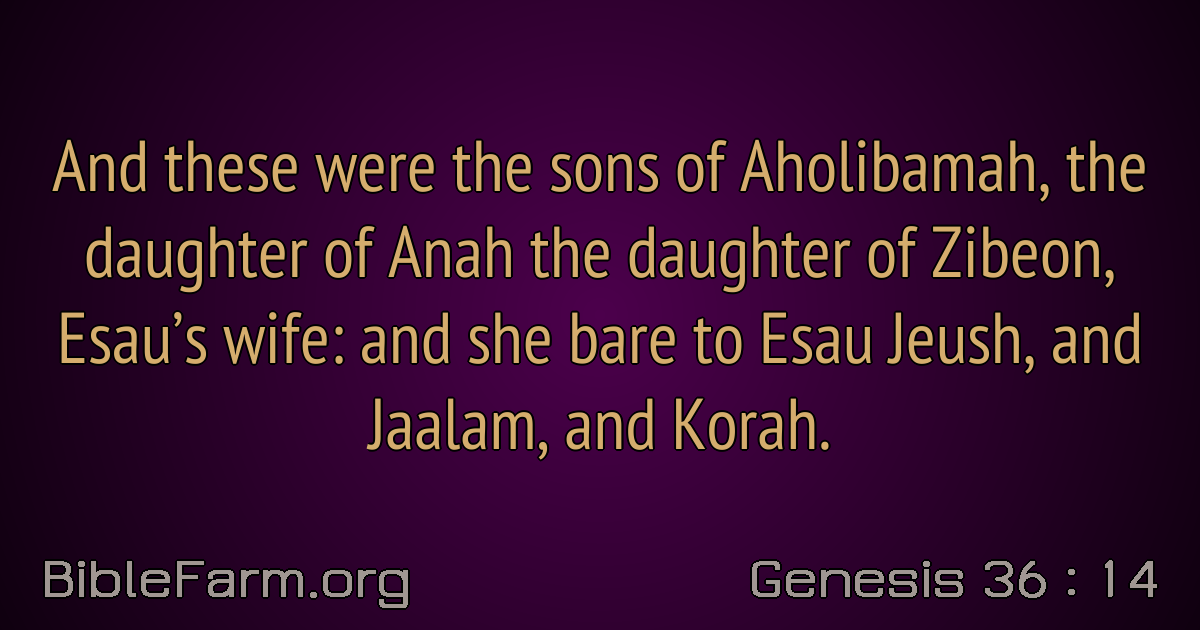 And these were the sons of Aholibamah, the
daughter of Anah the daughter of Zibeon,
Esau’s wife: and she bare to Esau Jeush, and
Jaalam, and Korah.
BibleFarm.org
Genesis 36 : 14